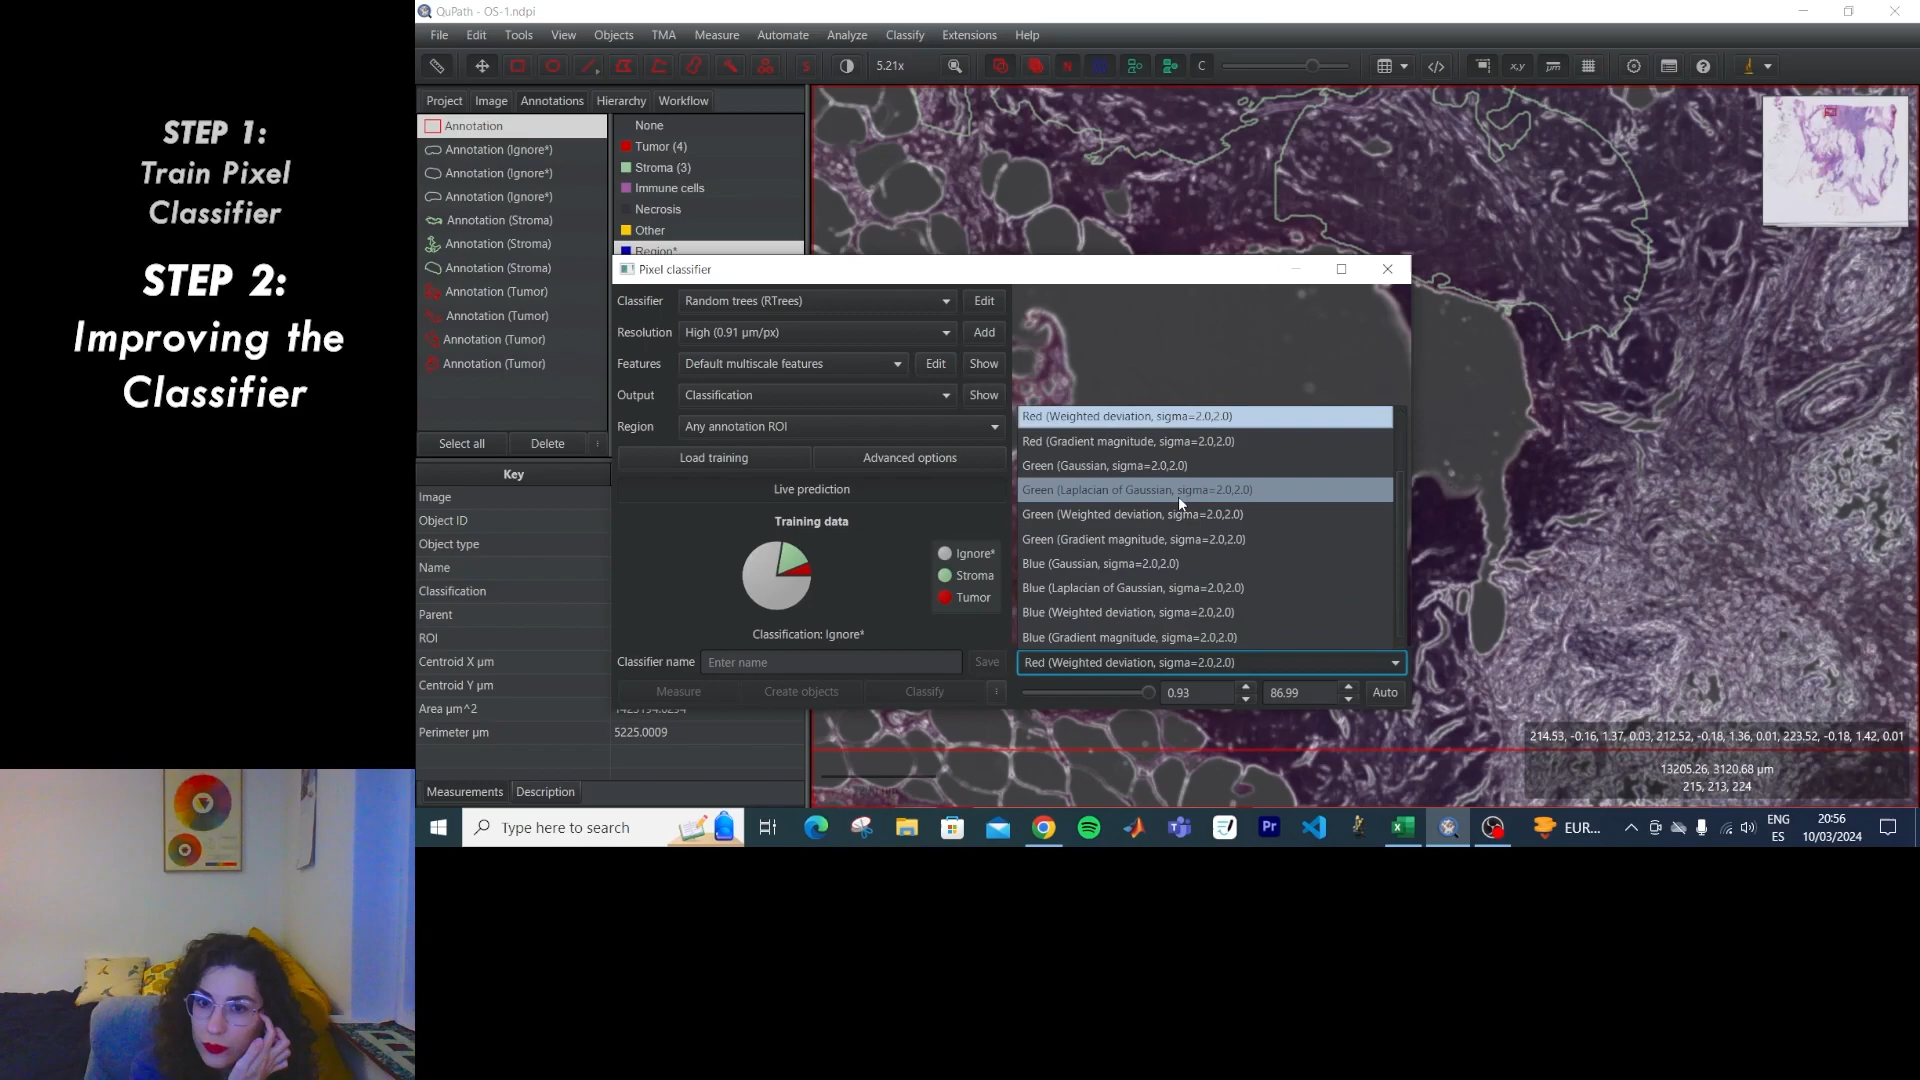 STEP 1:
Train Pixel
Classifier
STEP 2:
Improving the
Classifier
QuPath - OS-1.ndpi
File Edit Tools View Objects TMA Measure Automate Analyze Classify Extensions Help
S 5.21x N C x,y
Project Image Annotations Hierarchy Workflow
Annotation
Annotation (Ignore*)
Annotation (Ignore*)
Annotation (Ignore*)
Annotation (Stroma)
Annotation (Stroma)
Annotation (Stroma)
Annotation (Tumor)
Annotation (Tumor)
Annotation (Tumor)
Annotation (Tumor)
None
Tumor (4)
Stroma (3)
Immune cells
Necrosis
Other
Region*
Select all Delete
Key
Image
Object ID
Object type
Name
Classification
Parent
ROI
Centroid X µm
Centroid Y µm
Area µm^2
Perimeter µm 5225.0009
Measurements Description
Pixel classifier
Classifier Random trees (RTrees) Edit
Resolution High (0.91 µm/px) Add
Features Default multiscale features Edit Show
Output Classification Show
Region Any annotation ROI
Load training Advanced options
Live prediction
Training data
Ignore*
Stroma
Tumor
Classification: Ignore*
Classifier name Enter name Save
Measure Create objects Classify
Red (Weighted deviation, sigma=2.0,2.0)
Red (Gradient magnitude, sigma=2.0,2.0)
Green (Gaussian, sigma=2.0,2.0)
Green (Laplacian of Gaussian, sigma=2.0,2.0)
Green (Weighted deviation, sigma=2.0,2.0)
Green (Gradient magnitude, sigma=2.0,2.0)
Blue (Gaussian, sigma=2.0,2.0)
Blue (Laplacian of Gaussian, sigma=2.0,2.0)
Blue (Weighted deviation, sigma=2.0,2.0)
Blue (Gradient magnitude, sigma=2.0,2.0)
Red (Weighted deviation, sigma=2.0,2.0)
0.93 86.99 Auto
214.53, -0.16, 1.37, 0.03, 212.52, -0.18, 1.36, 0.01, 223.52, -0.18, 1.42, 0.01
13205.26, 3120.68 µm
215, 213, 224
Type here to search
Pr
EUR...
ENG
ES
20:56
10/03/2024